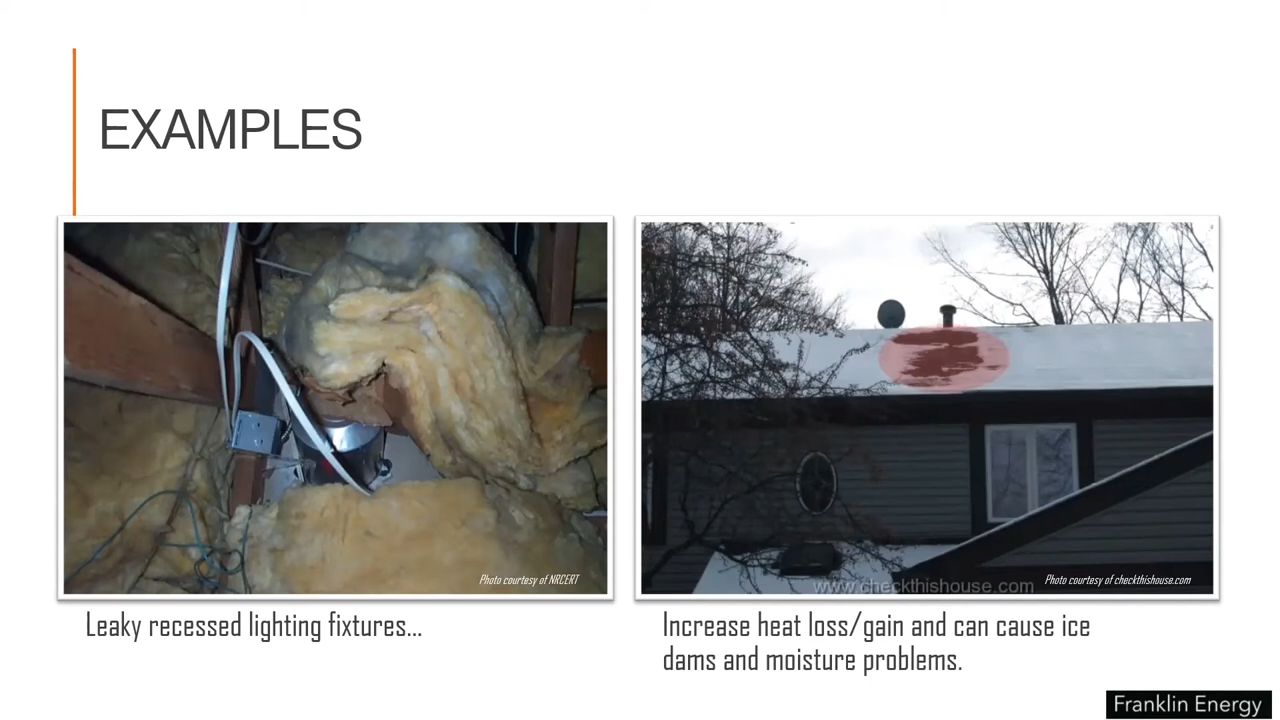 EXAMPLES
Photo courtesy of NRCERT
www.checkthishouse.com
Photo courtesy of checkthishouse.com
Leaky recessed lighting fixtures...
Increase heat loss/gain and can cause ice
dams and moisture problems.
Franklin Energy